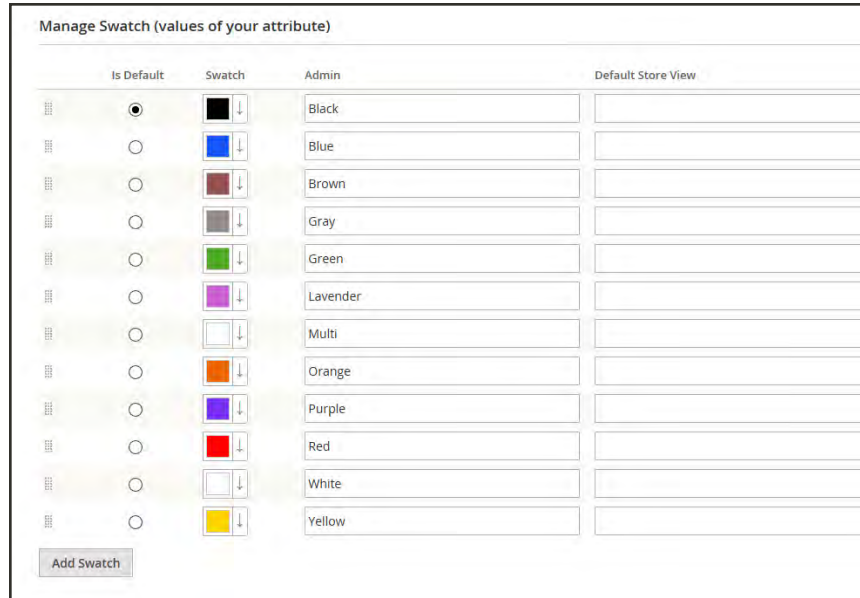 Manage Swatch (values of your attribute)
Is Default Swatch Admin Default Store View
Black
Blue
Brown
Gray
Green
Lavender
Multi
Orange
Purple
Red
White
Yellow
Add Swatch